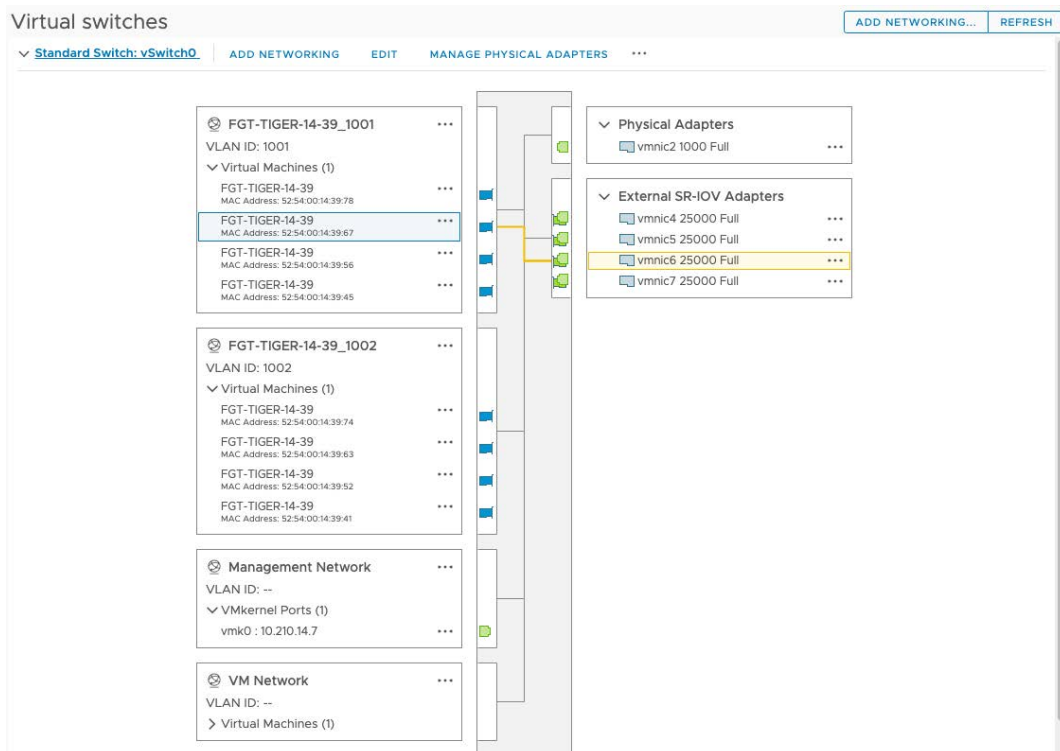 Virtual switches
ADD NETWORKING... REFRESH
Standard Switch: vSwitch0 ADD NETWORKING EDIT MANAGE PHYSICAL ADAPTERS ...
FGT-TIGER-14-39_1001 ...
VLAN ID: 1001
Virtual Machines (1)
FGT-TIGER-14-39 ...
MAC Address: 52:54:00:14:39:78
FGT-TIGER-14-39 ...
MAC Address: 52:54:00:14:39:67
FGT-TIGER-14-39 ...
MAC Address: 52:54:00:14:39:56
FGT-TIGER-14-39 ...
MAC Address: 52:54:00:14:39:45
FGT-TIGER-14-39_1002 ...
VLAN ID: 1002
Virtual Machines (1)
FGT-TIGER-14-39 ...
MAC Address: 52:54:00:14:39:74
FGT-TIGER-14-39 ...
MAC Address: 52:54:00:14:39:63
FGT-TIGER-14-39 ...
MAC Address: 52:54:00:14:39:52
FGT-TIGER-14-39 ...
MAC Address: 52:54:00:14:39:41
Management Network ...
VLAN ID: --
VMkernel Ports (1)
vmk0 : 10.210.14.7 ...
VM Network ...
VLAN ID: --
Virtual Machines (1)
Physical Adapters
vmnic2 1000 Full ...
External SR-IOV Adapters
vmnic4 25000 Full ...
vmnic5 25000 Full ...
vmnic6 25000 Full ...
vmnic7 25000 Full ...